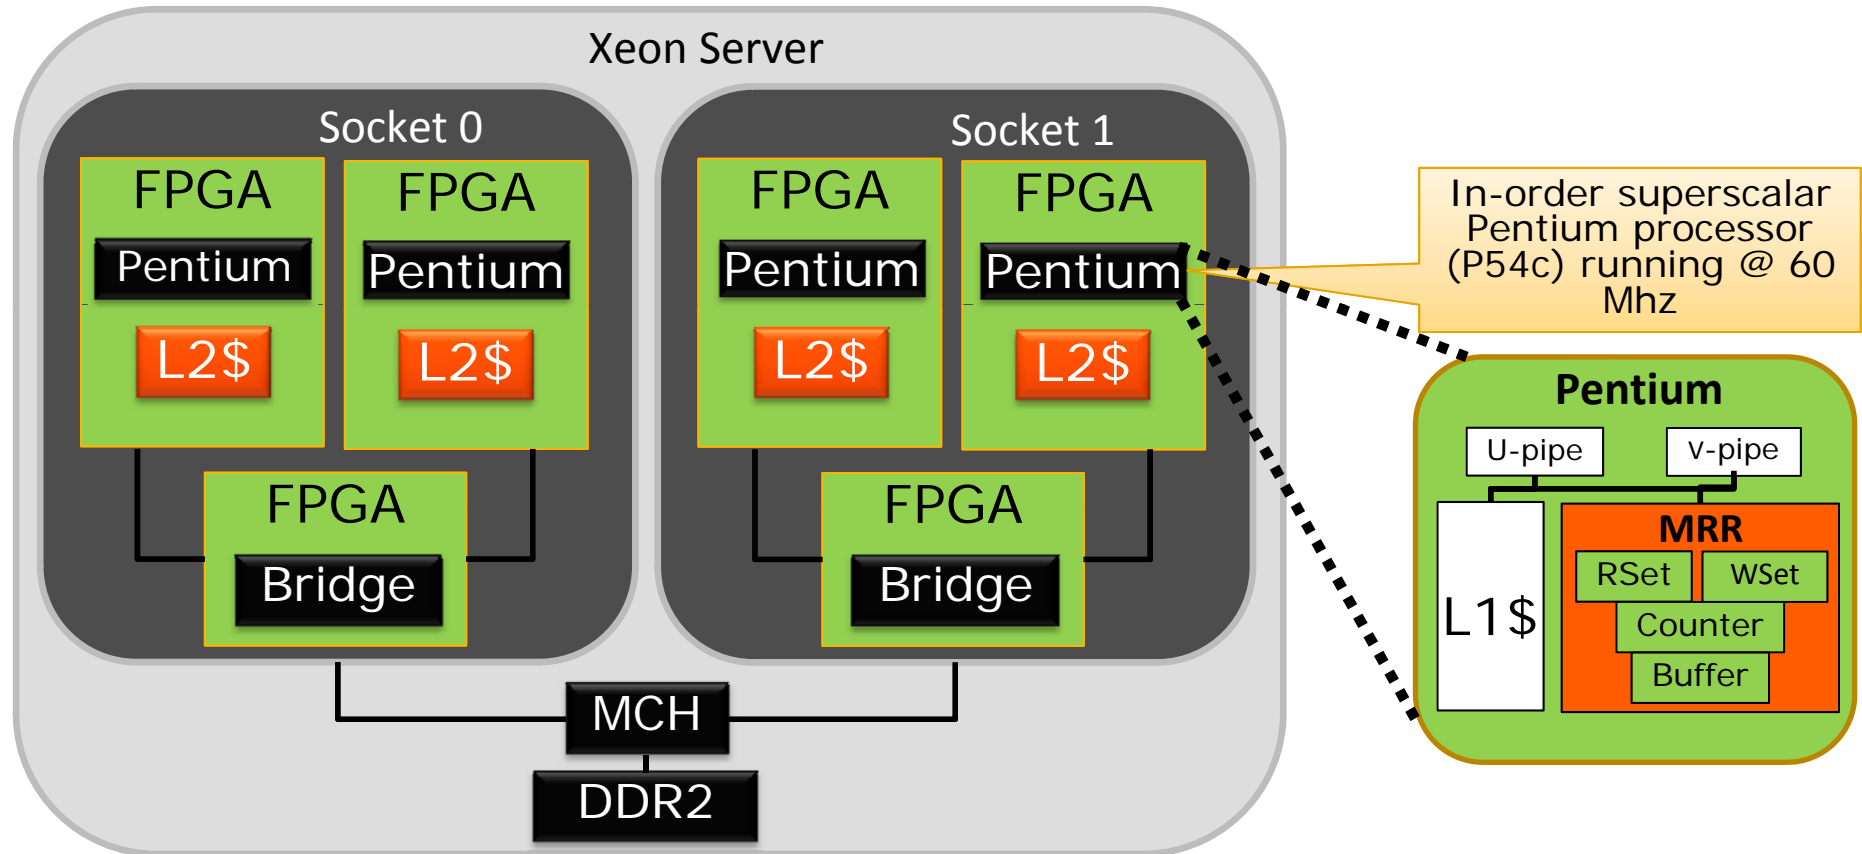 Xeon Server
Socket 0
FPGA
Pentium
L2$
FPGA
Pentium
L2$
FPGA
Bridge
Socket 1
FPGA
Pentium
L2$
FPGA
Pentium
L2$
FPGA
Bridge
MCH
DDR2
In-order superscalar
Pentium processor
(P54c) running @ 60
Mhz
Pentium
U-pipe
v-pipe
L1$
MRR
RSet
WSet
Counter
Buffer